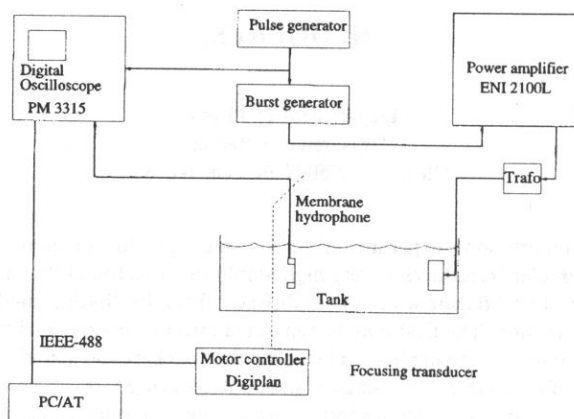 Pulse generator
Digital
Oscilloscope
PM 3315
Burst generator
Power amplifier
ENI 2100L
Trafo
Membrane
hydrophone
Tank
IEEE-488
Motor controller
Digiplan
Focusing transducer
PC/AT